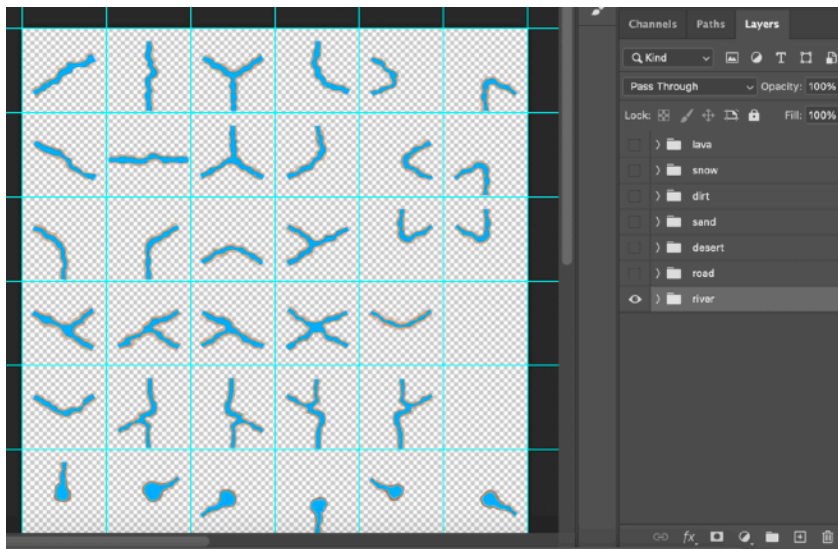 Channels Paths Layers
Kind
Pass Through Opacity: 100%
Lock: Fill: 100%
lava
snow
dirt
sand
desert
road
river
fx